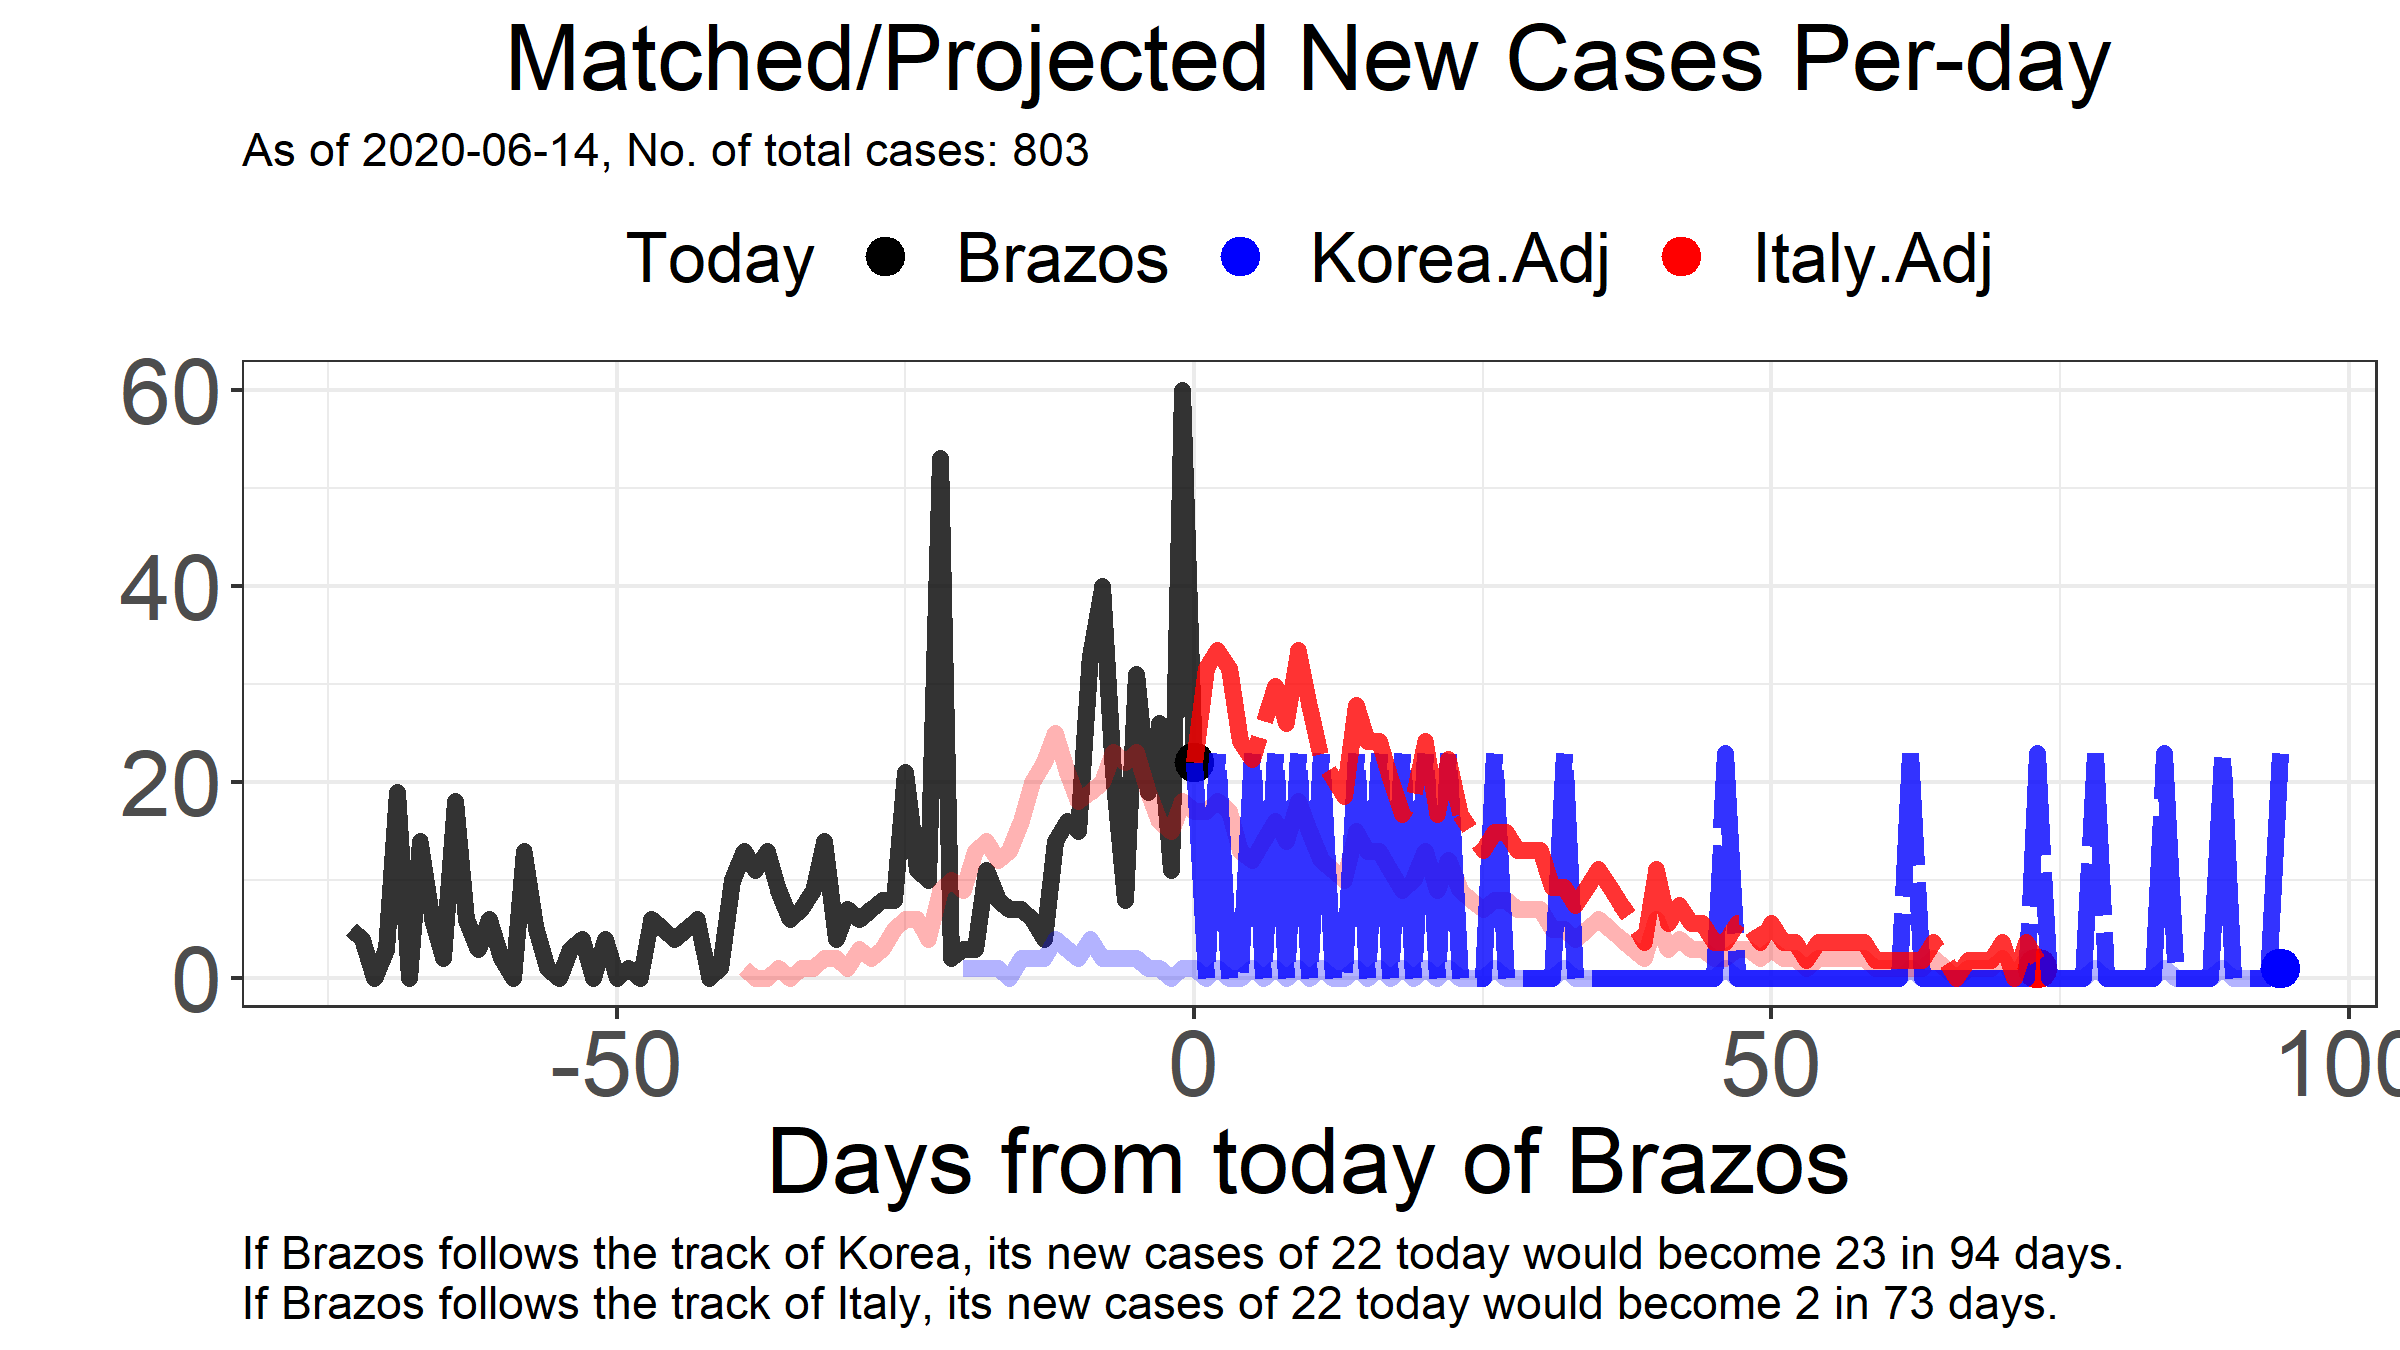 Matched/Projected New Cases Per-day
As of 2020-06-14, No. of total cases: 803
Today Brazos Korea.Adj Italy.Adj
60
40
20
0
-50 0 50 100
Days from today of Brazos
If Brazos follows the track of Korea, its new cases of 22 today would become 23 in 94 days.
If Brazos follows the track of Italy, its new cases of 22 today would become 2 in 73 days.